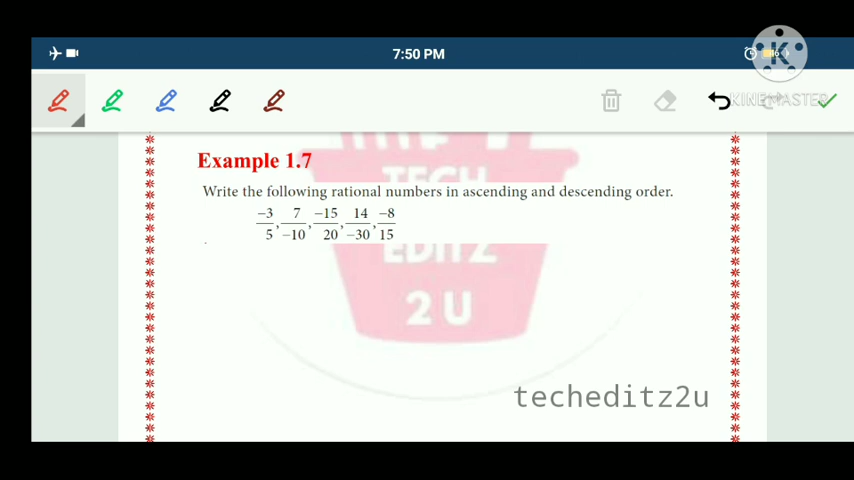 7:50 PM
KINEMASTER
Example 1.7
TECH
Write the following rational numbers in ascending and descending order.
−3/5, 7/−10, −15/20, 14/−30, −8/15
EDITZ
2 U
techeditz2u